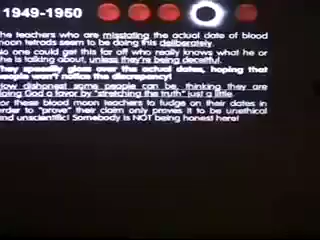 1949-1950
he teachers who are misstating the actual date of blood
moon tetrads seem to be doing this deliberately.
No one could get this far off who really knows what he or
he is talking about, unless they're being deceitful.
They speedily gloss over the actual dates, hoping that
people won't notice the discrepancy!
How dishonest some people can be, thinking they are
doing God a favor by "stretching the truth" just a little.
or these blood moon teachers to fudge on their dates in
order to "prove" their claim only proves it to be unethical
and unscientific! Somebody is NOT being honest here!